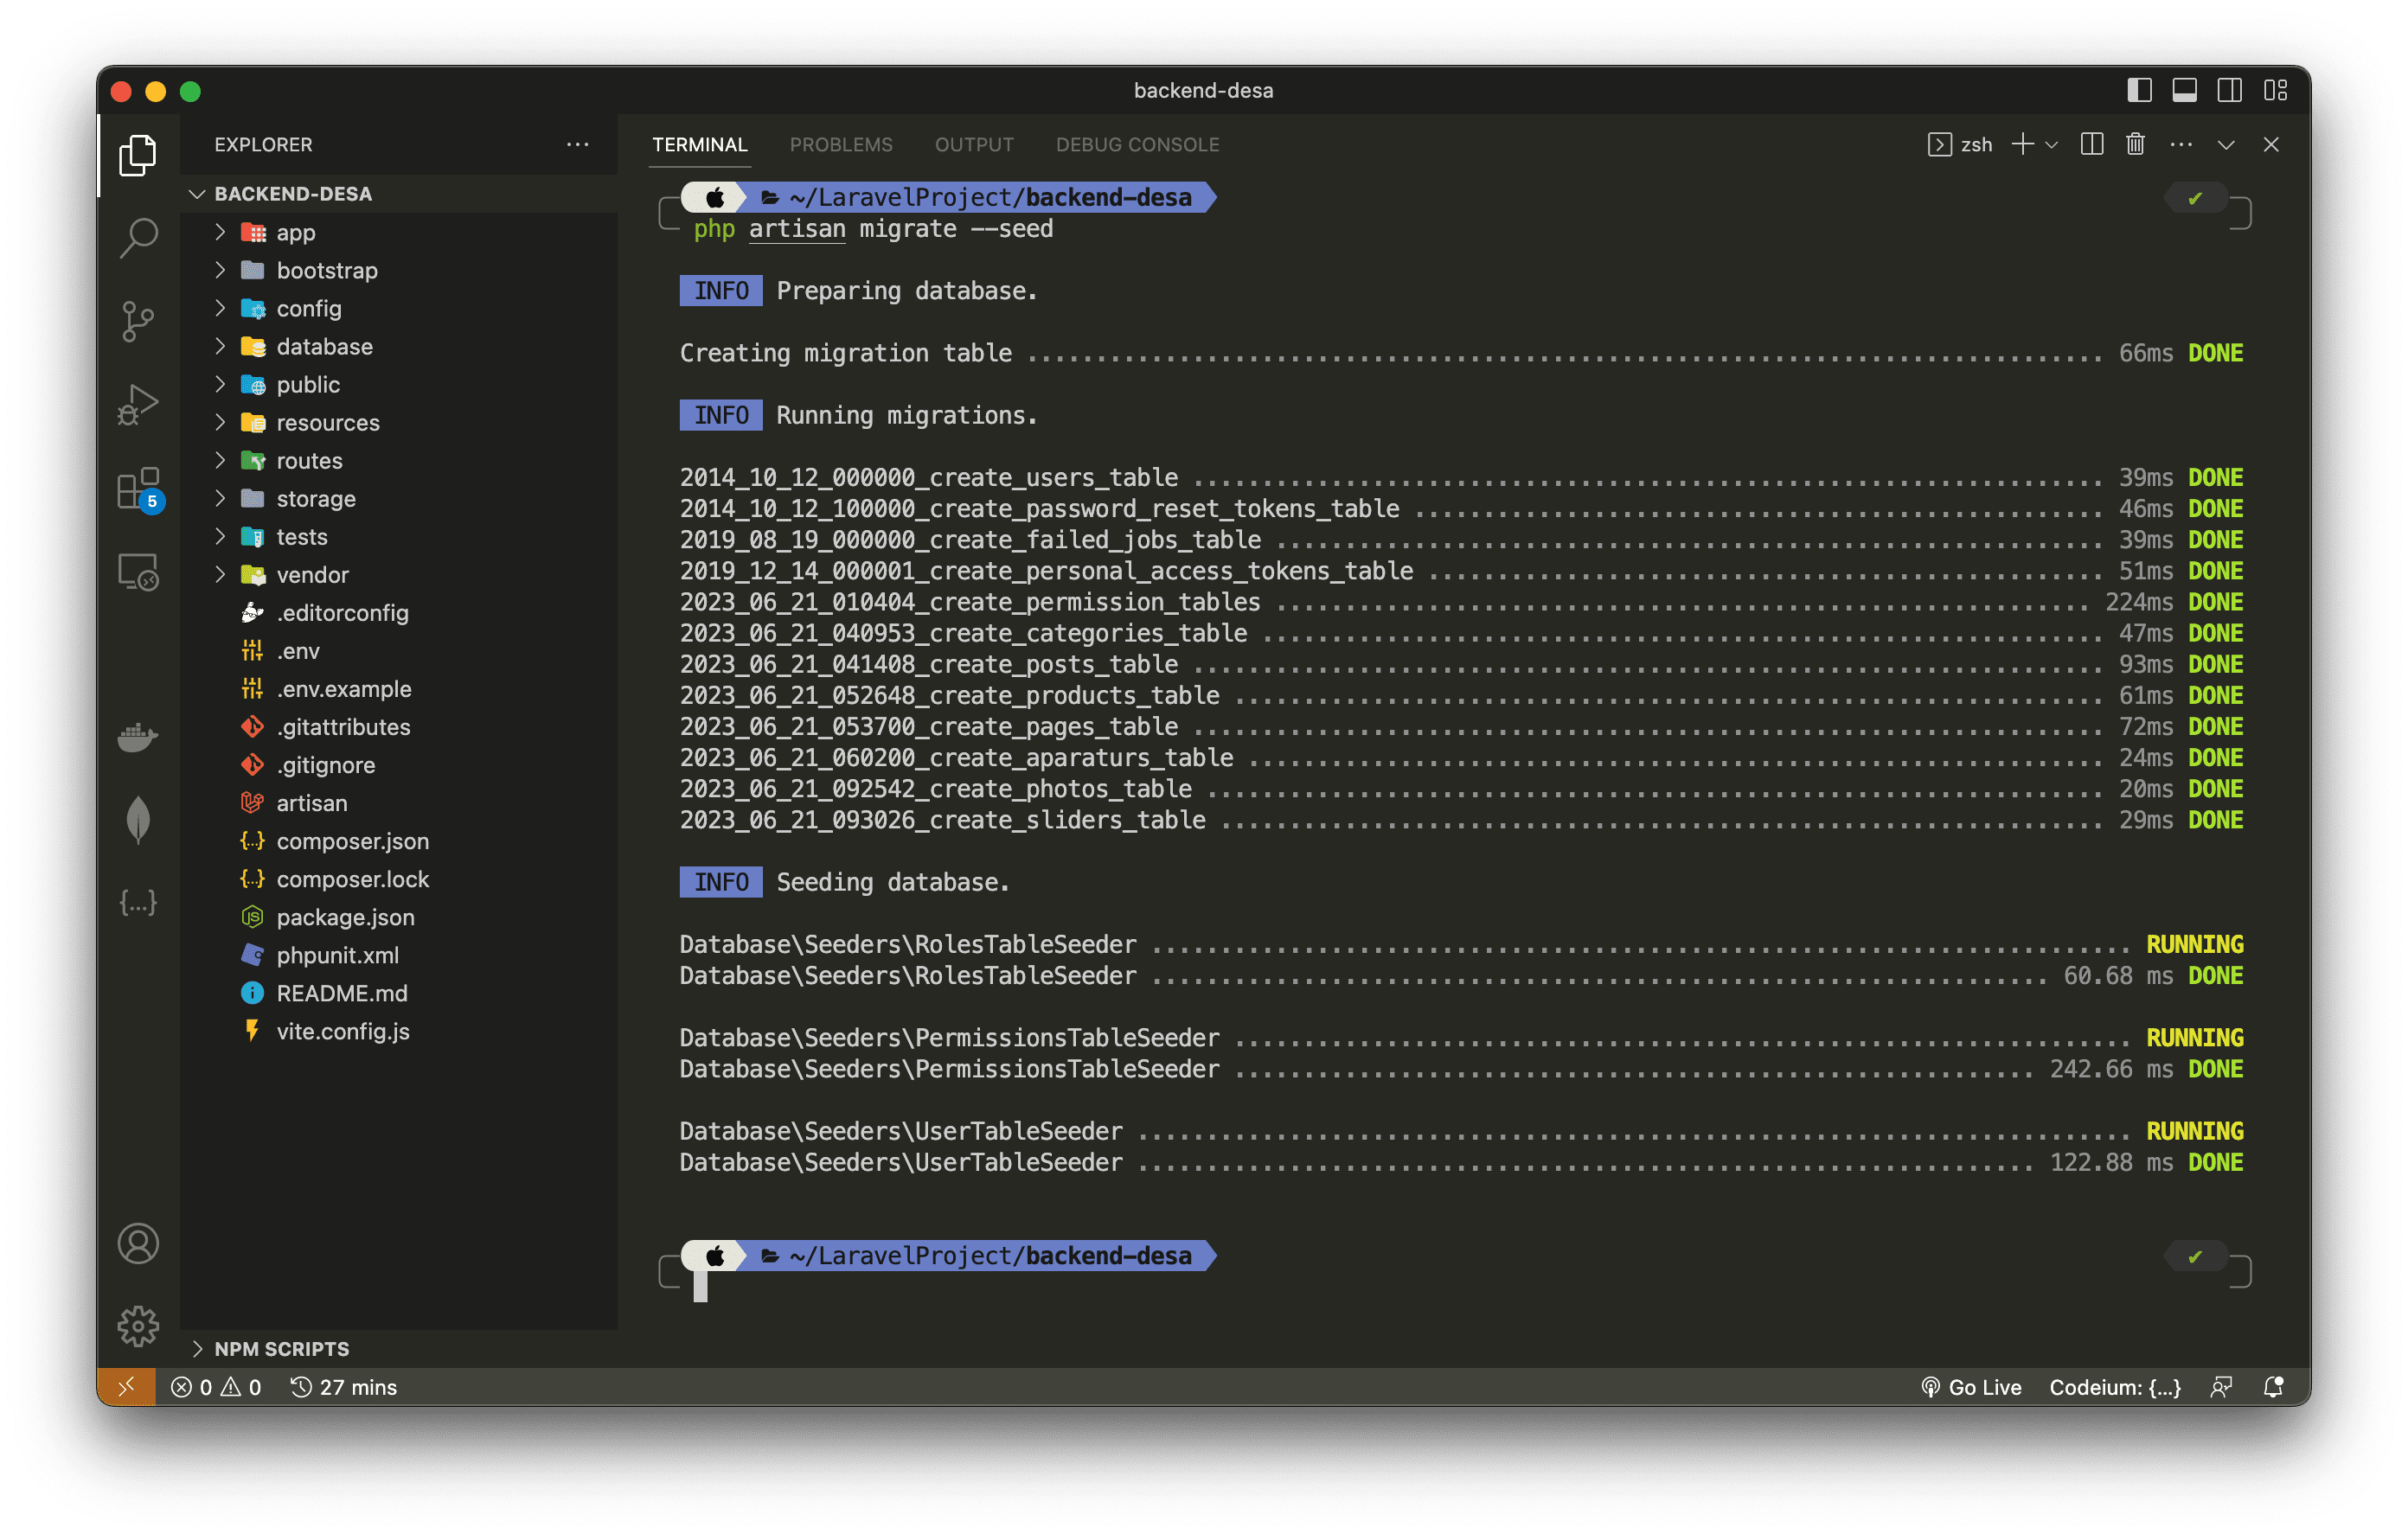 backend-desa
EXPLORER
BACKEND-DESA
app
bootstrap
config
database
public
resources
routes
storage
tests
vendor
.editorconfig
.env
.env.example
.gitattributes
.gitignore
artisan
{..} composer.json
{..} composer.lock
JS package.json
phpunit.xml
README.md
vite.config.js
NPM SCRIPTS
5
{...}
TERMINAL PROBLEMS OUTPUT DEBUG CONSOLE zsh
~/LaravelProject/backend-desa ✔
php artisan migrate --seed
INFO Preparing database.
Creating migration table .............................................................................. 66ms DONE
INFO Running migrations.
2014_10_12_000000_create_users_table .................................................................. 39ms DONE
2014_10_12_100000_create_password_reset_tokens_table .................................................. 46ms DONE
2019_08_19_000000_create_failed_jobs_table ............................................................ 39ms DONE
2019_12_14_000001_create_personal_access_tokens_table ................................................. 51ms DONE
2023_06_21_010404_create_permission_tables ........................................................... 224ms DONE
2023_06_21_040953_create_categories_table ............................................................. 47ms DONE
2023_06_21_041408_create_posts_table .................................................................. 93ms DONE
2023_06_21_052648_create_products_table ............................................................... 61ms DONE
2023_06_21_053700_create_pages_table .................................................................. 72ms DONE
2023_06_21_060200_create_aparaturs_table .............................................................. 24ms DONE
2023_06_21_092542_create_photos_table ................................................................. 20ms DONE
2023_06_21_093026_create_sliders_table ................................................................ 29ms DONE
INFO Seeding database.
Database\Seeders\RolesTableSeeder ....................................................................... RUNNING
Database\Seeders\RolesTableSeeder ................................................................. 60.68 ms DONE
Database\Seeders\PermissionsTableSeeder ................................................................. RUNNING
Database\Seeders\PermissionsTableSeeder .......................................................... 242.66 ms DONE
Database\Seeders\UserTableSeeder ........................................................................ RUNNING
Database\Seeders\UserTableSeeder ................................................................. 122.88 ms DONE
~/LaravelProject/backend-desa ✔
0 0 27 mins Go Live Codeium: {...}